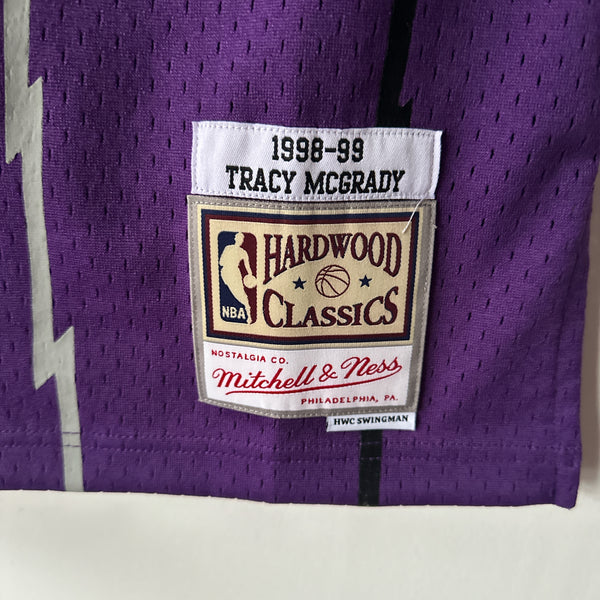 1998-99
TRACY MCGRADY
NBA
HARDWOOD
CLASSICS
NOSTALGIA CO.
Mitchell & Ness
PHILADELPHIA, PA.
HWC SWINGMAN